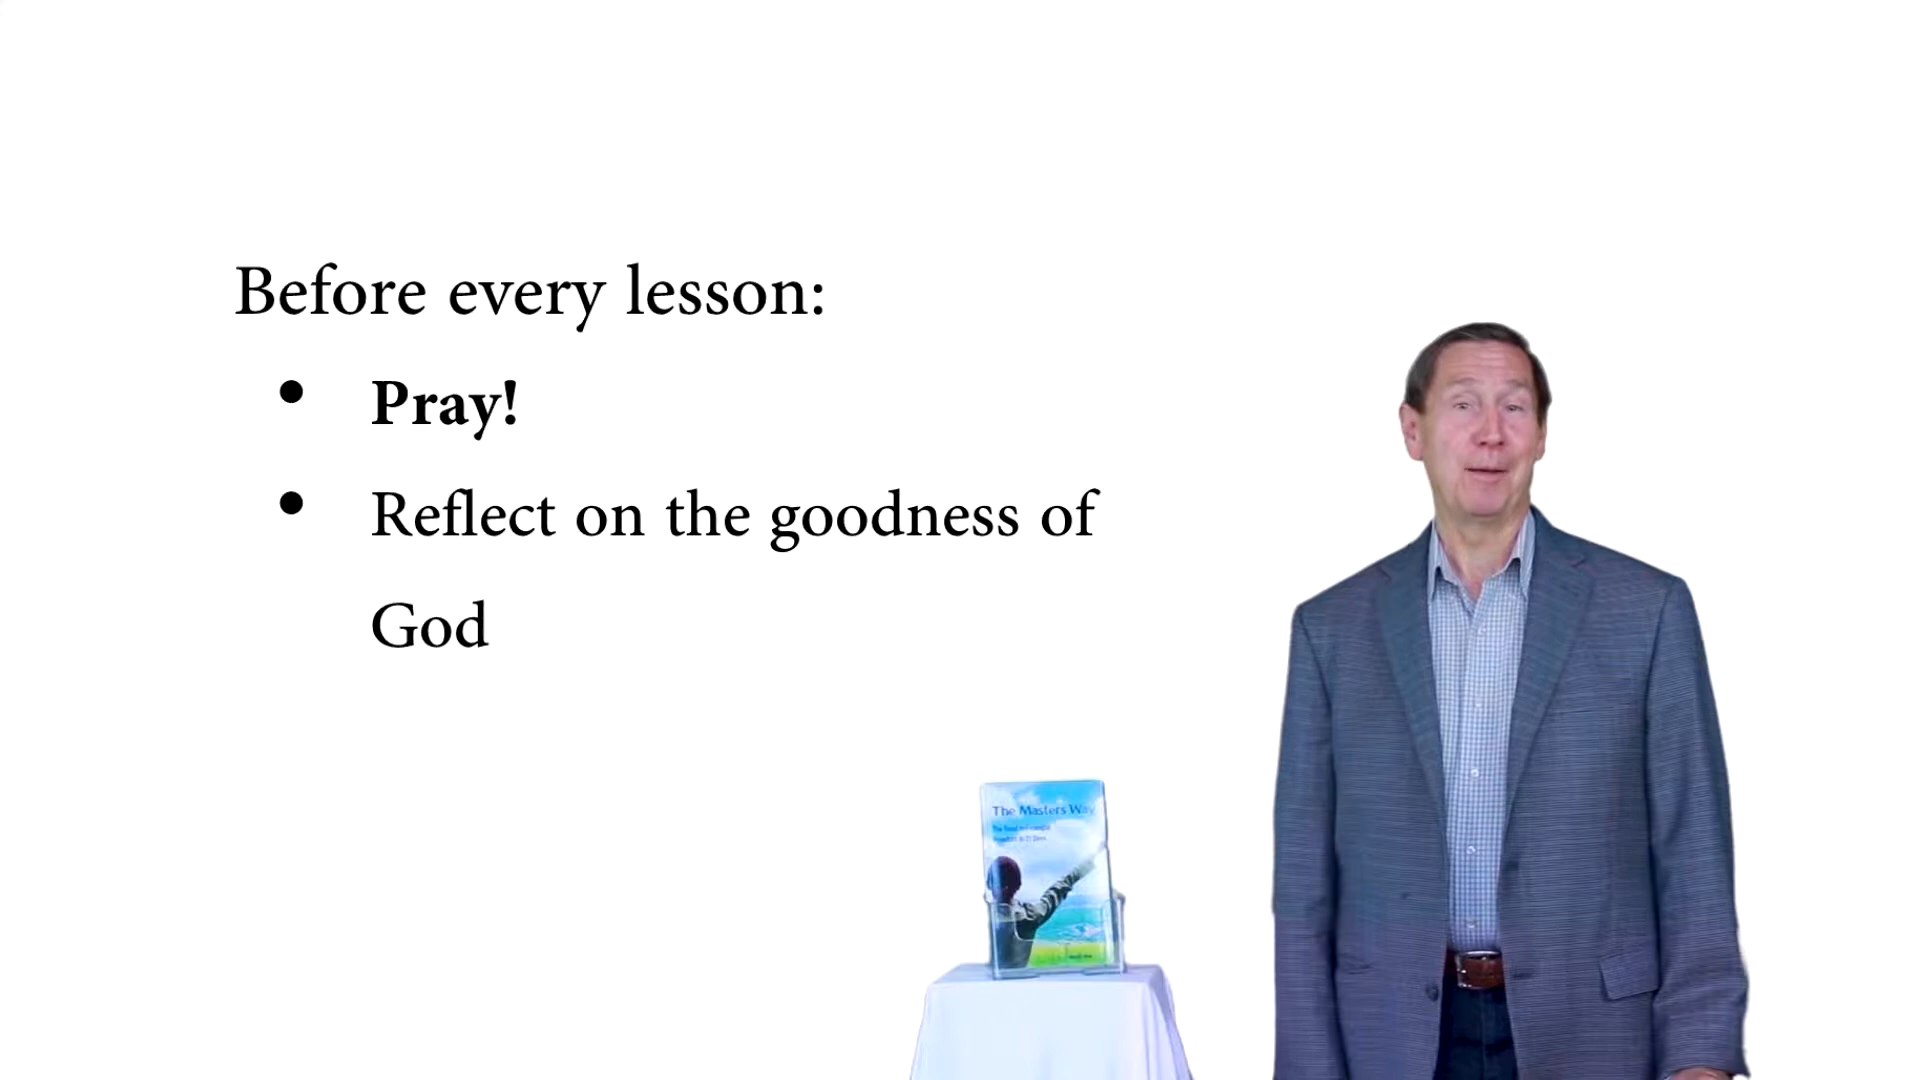 Before every lesson:
• Pray!
• Reflect on the goodness of
God
The Masters Way